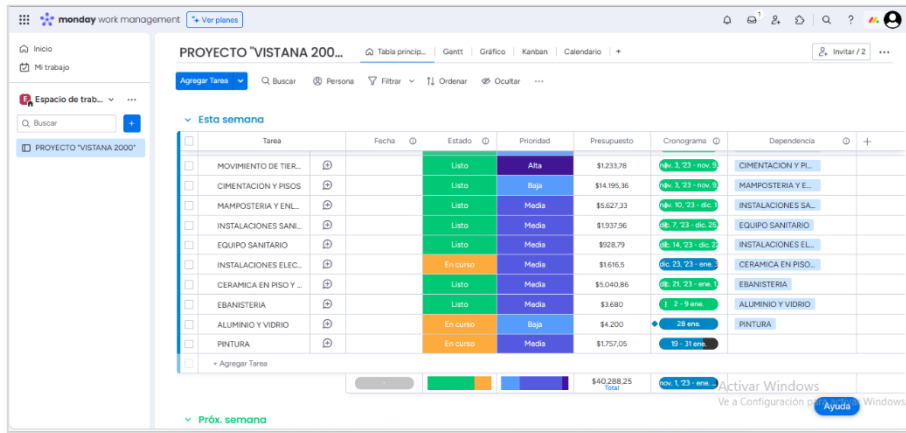 monday work management + Ver planes
1
?
Inicio
Mi trabajo
Espacio de trab...
Buscar
PROYECTO "VISTANA 2000"
PROYECTO "VISTANA 200... Tabla princip... Gantt Gráfico Kanban Calendario + Invitar / 2
Agregar Tarea Buscar Persona Filtrar Ordenar Ocultar
Esta semana
Tarea Fecha Estado Prioridad Presupuesto Cronograma Dependencia
MOVIMIENTO DE TIER... Listo Alta $1.233,78 nov. 3, '23 - nov. 9, CIMENTACION Y PI...
CIMENTACION Y PISOS Listo Baja $14.195,36 nov. 3, '23 - nov. 9, MAMPOSTERIA Y E...
MAMPOSTERIA Y ENL... Listo Media $5.627,33 nov. 10, '23 - dic. 1 INSTALACIONES SA...
INSTALACIONES SANI... Listo Media $1.937,96 dic. 7, '23 - dic. 25, EQUIPO SANITARIO
EQUIPO SANITARIO Listo Media $928,79 dic. 14, '23 - dic. 2 INSTALACIONES EL...
INSTALACIONES ELEC... En curso Media $1.616,5 dic. 23, '23 - ene. CERAMICA EN PISO...
CERAMICA EN PISO Y ... Listo Media $5.040,86 dic. 21, '23 - ene. 1 EBANISTERIA
EBANISTERIA Listo Media $3.680 ! 2 - 9 ene. ALUMINIO Y VIDRIO
ALUMINIO Y VIDRIO En curso Baja $4.200 28 ene. PINTURA
PINTURA En curso Media $1.757,05 19 - 31 ene.
+ Agregar Tarea
- $40.288,25 nov. 1, '23 - ene.
Total
Activar Windows
Ve a Configuración Windows.
Ayuda
Próx. semana